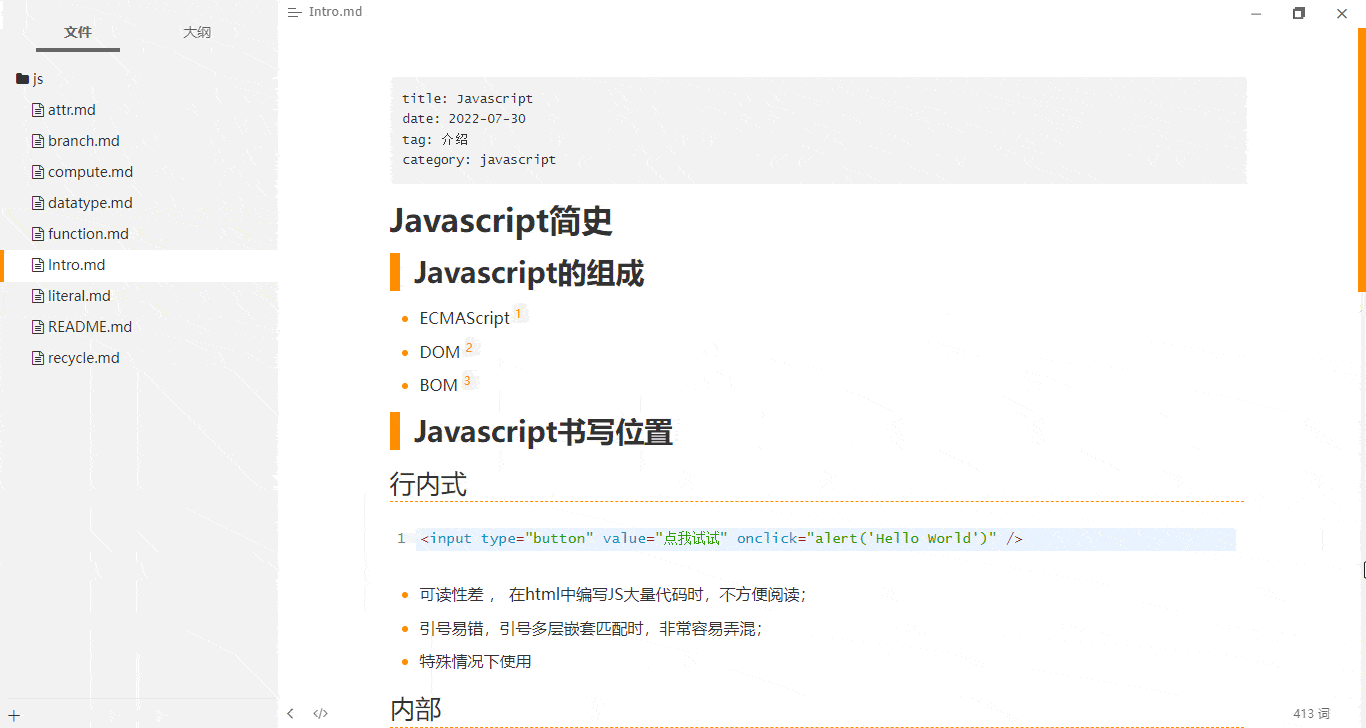 文件 大纲
js
attr.md
branch.md
compute.md
datatype.md
function.md
Intro.md
literal.md
README.md
recycle.md
Intro.md
title: Javascript
date: 2022-07-30
tag: 介绍
category: javascript
Javascript简史
Javascript的组成
ECMAScript 1
DOM 2
BOM 3
Javascript书写位置
行内式
1 <input type="button" value="点我试试" onclick="alert('Hello World')" />
可读性差 ， 在html中编写JS大量代码时，不方便阅读；
引号易错，引号多层嵌套匹配时，非常容易弄混；
特殊情况下使用
内部
413 词